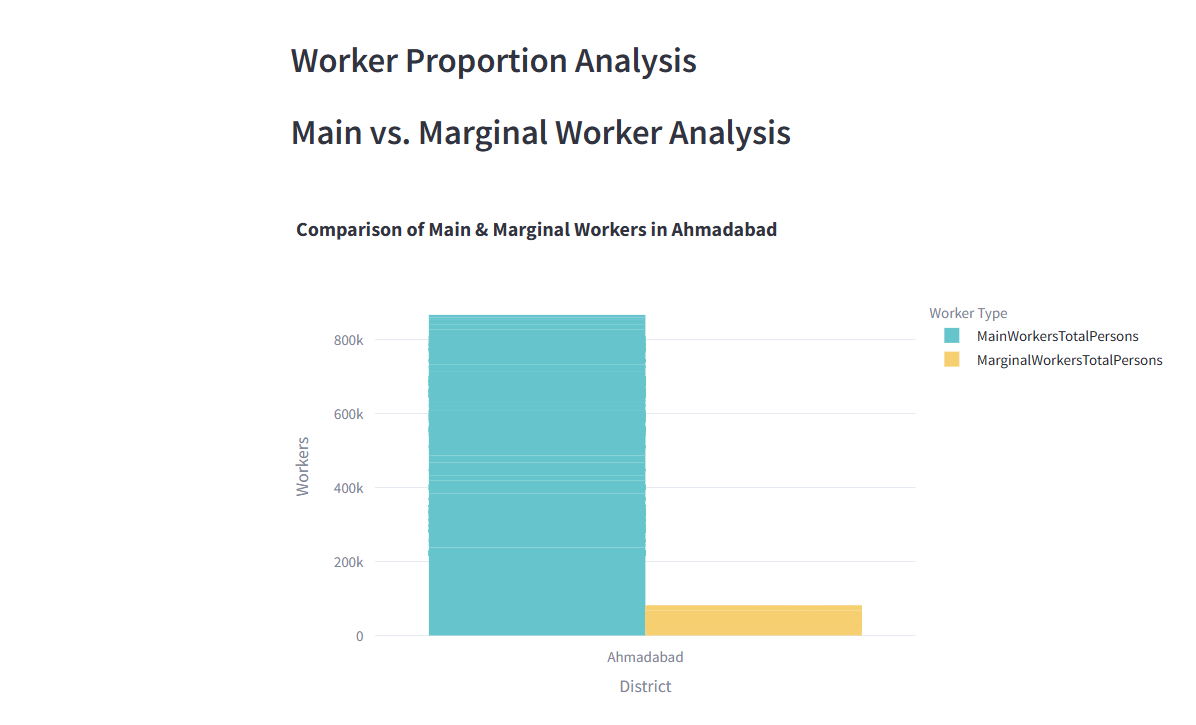 Worker Proportion Analysis
Main vs. Marginal Worker Analysis
Comparison of Main & Marginal Workers in Ahmadabad
Worker Type
MainWorkersTotalPersons
MarginalWorkersTotalPersons
800k
600k
400k
200k
0
Workers
Ahmadabad
District